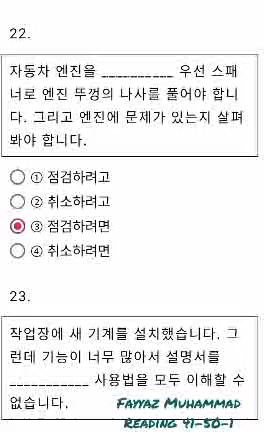 22.
자동차 엔진을 __________ 우선 스패
너로 엔진 뚜껑의 나사를 풀어야 합니
다. 그리고 엔진에 문제가 있는지 살펴
봐야 합니다.
① 점검하려고
② 취소하려고
③ 점검하려면
④ 취소하려면
23.
작업장에 새 기계를 설치했습니다. 그
런데 기능이 너무 많아서 설명서를
___________ 사용법을 모두 이해할 수
없습니다.
Fayyaz Muhammad
Reading 41-50-1